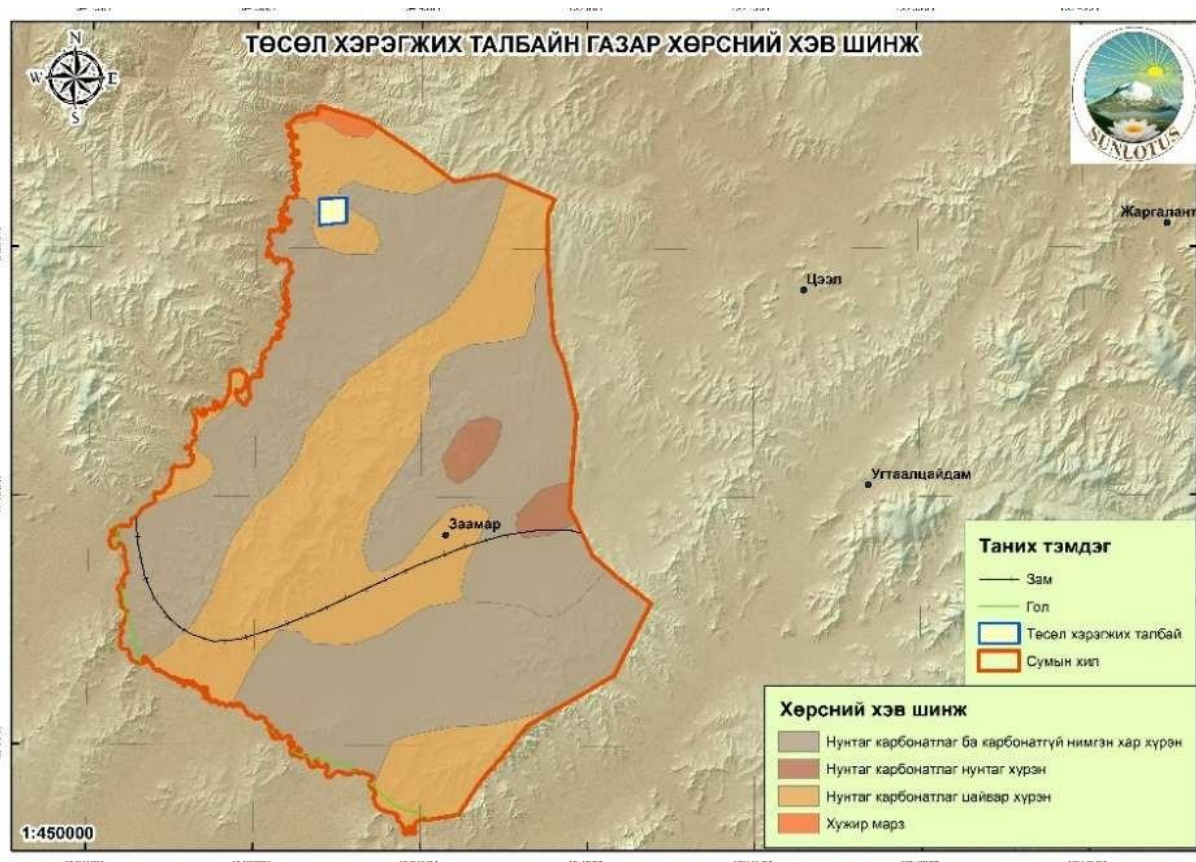 ТӨСӨЛ ХЭРЭГЖИХ ТАЛБАЙН ГАЗАР ХӨРСНИЙ ХЭВ ШИНЖ
N
W
E
S
SUNLOTUS
Жаргалант
Цээл
Угтаалцайдам
Заамар
Таних тэмдэг
Зам
Гол
Төсөл хэрэгжих талбай
Сумын хил
Хөрсний хэв шинж
Нунтаг карбонатлаг ба карбонатгүй нимгэн хар хүрэн
Нунтаг карбонатлаг нунтаг хүрэн
Нунтаг карбонатлаг цайвар хүрэн
Хужир марз
1:450000